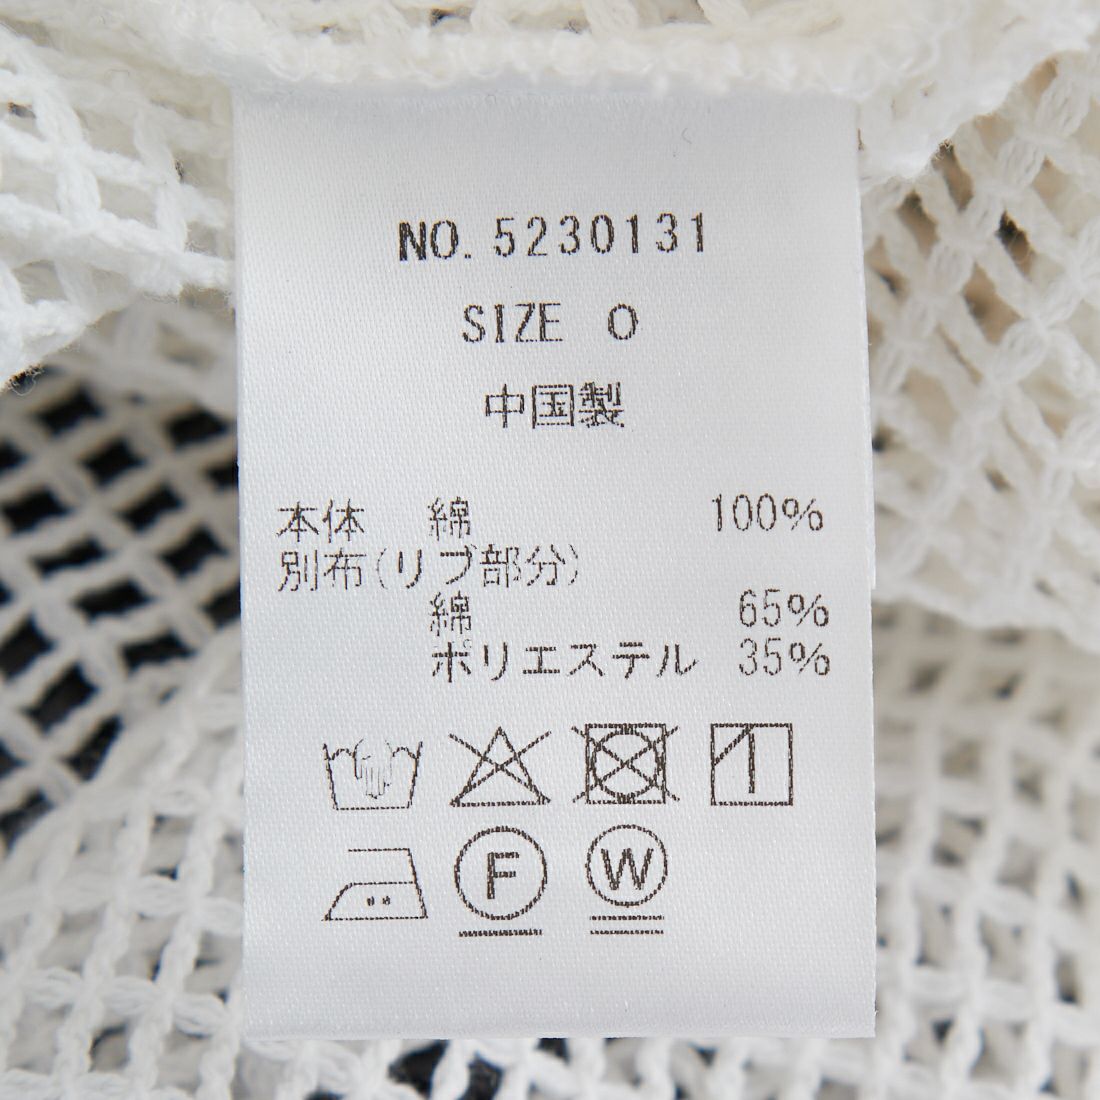 NO. 5230131
SIZE O
中国製
本体 綿 100%
別布(リブ部分)
綿 65%
ポリエステル 35%
F
W